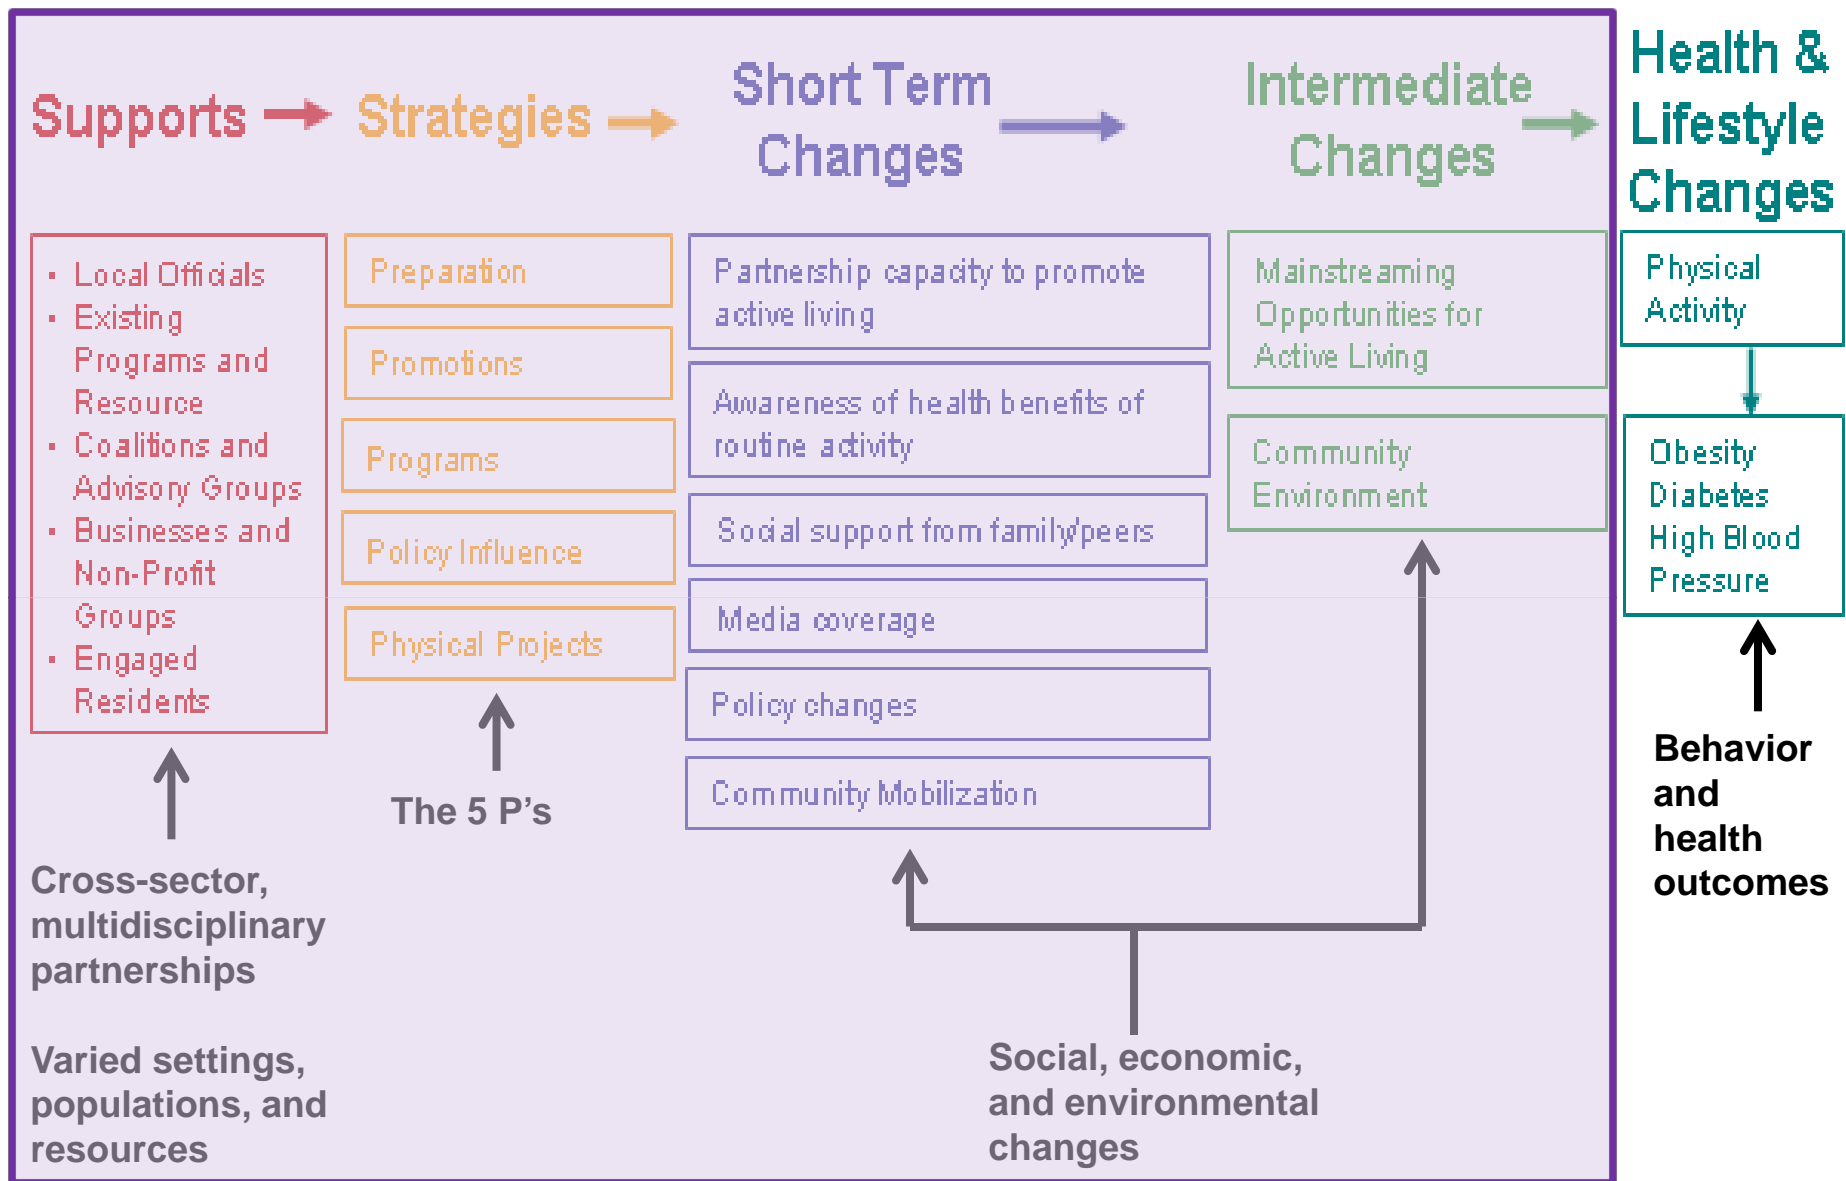 Supports
Strategies
Short Term
Changes
Intermediate
Changes
Health &
Lifestyle
Changes
▪ Local Officials
▪ Existing
Programs and
Resource
▪ Coalitions and
Advisory Groups
▪ Businesses and
Non-Profit
Groups
▪ Engaged
Residents
Cross-sector,
multidisciplinary
partnerships
Varied settings,
populations, and
resources
Preparation
Promotions
Programs
Policy Influence
Physical Projects
The 5 P’s
Partnership capacity to promote
active living
Awareness of health benefits of
routine activity
Social support from family/peers
Media coverage
Policy changes
Community Mobilization
Mainstreaming
Opportunities for
Active Living
Community
Environment
Social, economic,
and environmental
changes
Physical
Activity
Obesity
Diabetes
High Blood
Pressure
Behavior
and
health
outcomes